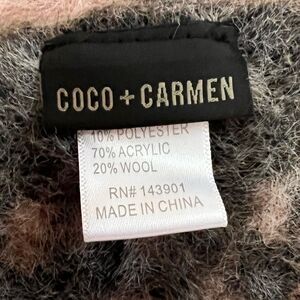 COCO + CARMEN
10% POLYESTER
70% ACRYLIC
20% WOOL
RN# 143901
MADE IN CHINA